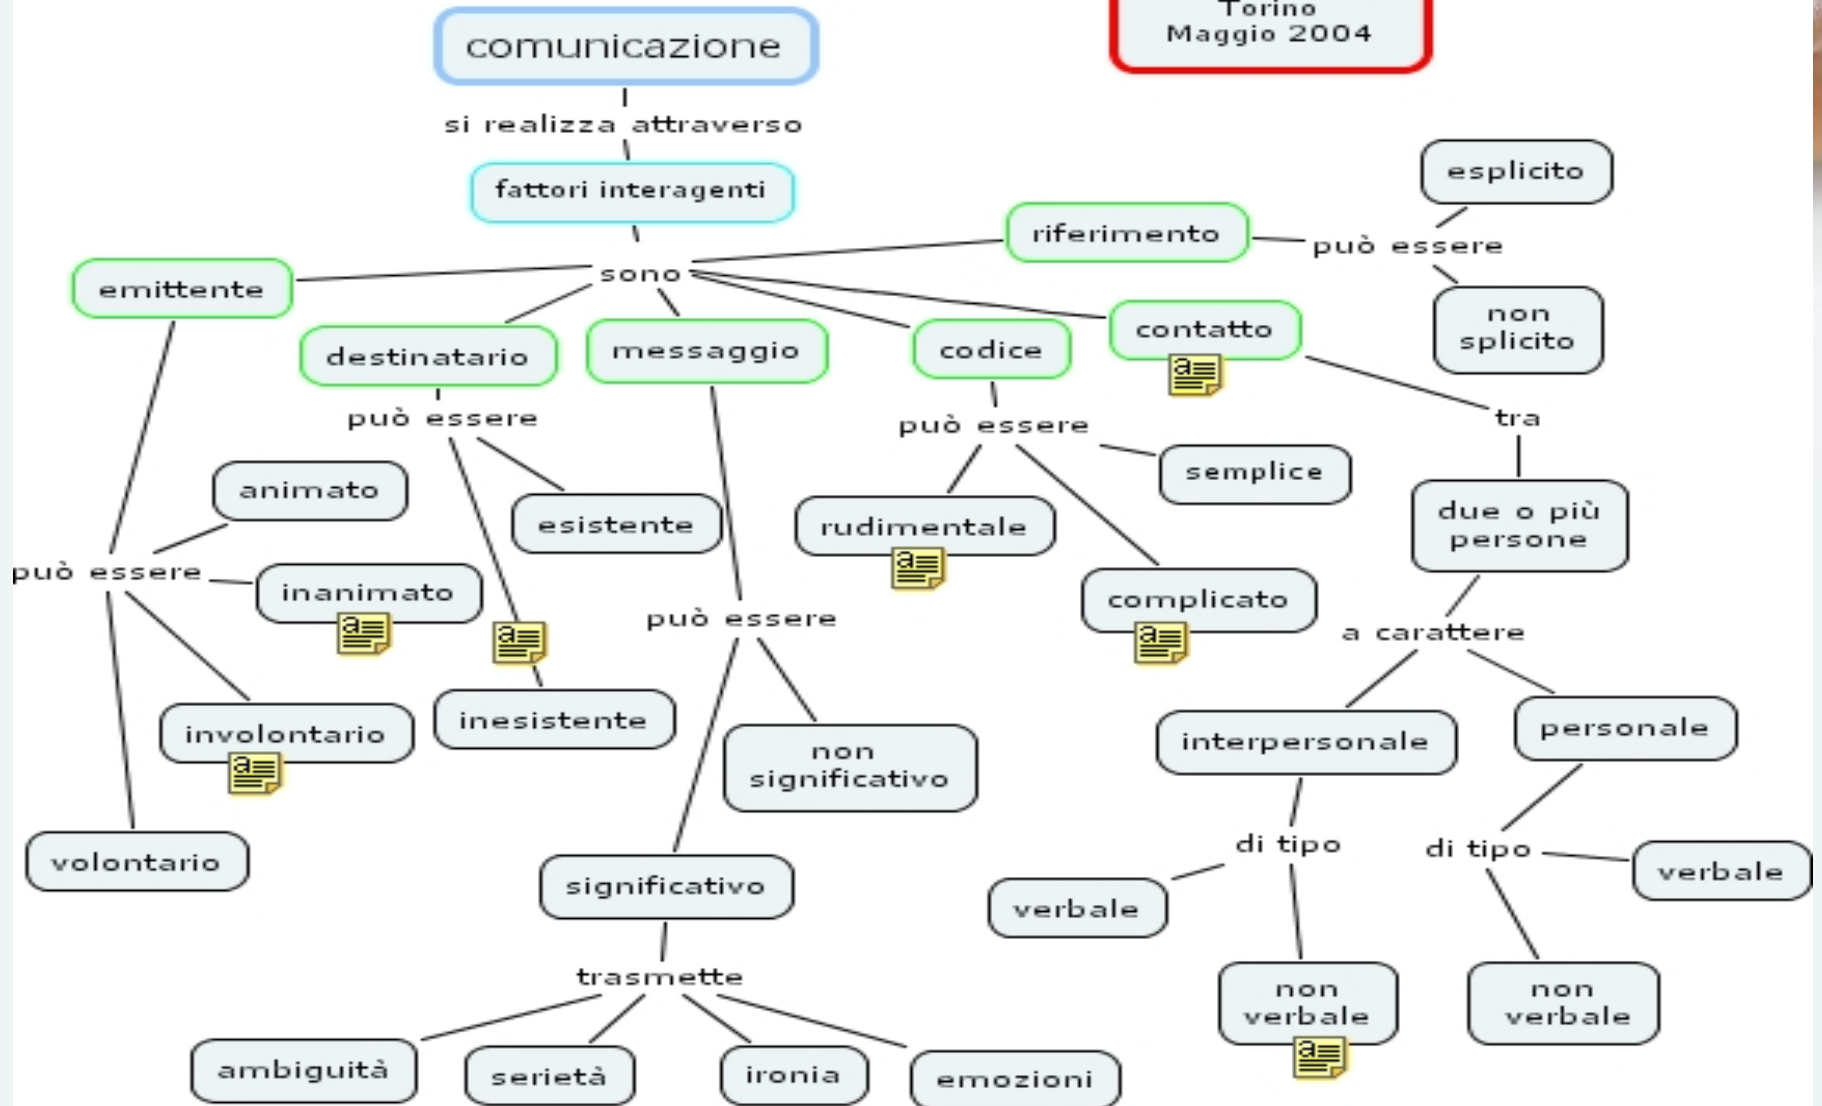 Torino
Maggio 2004
comunicazione
si realizza attraverso
fattori interagenti
sono
emittente
destinatario
messaggio
codice
contatto
riferimento
può essere
esplicito
non
splicito
può essere
animato
inanimato
involontario
volontario
può essere
esistente
inesistente
può essere
non
significativo
significativo
trasmette
ambiguità
serietà
ironia
emozioni
può essere
rudimentale
complicato
semplice
tra
due o più
persone
a carattere
interpersonale
personale
di tipo
verbale
non
verbale
di tipo
verbale
non
verbale
a
a
a
a
a
a
a